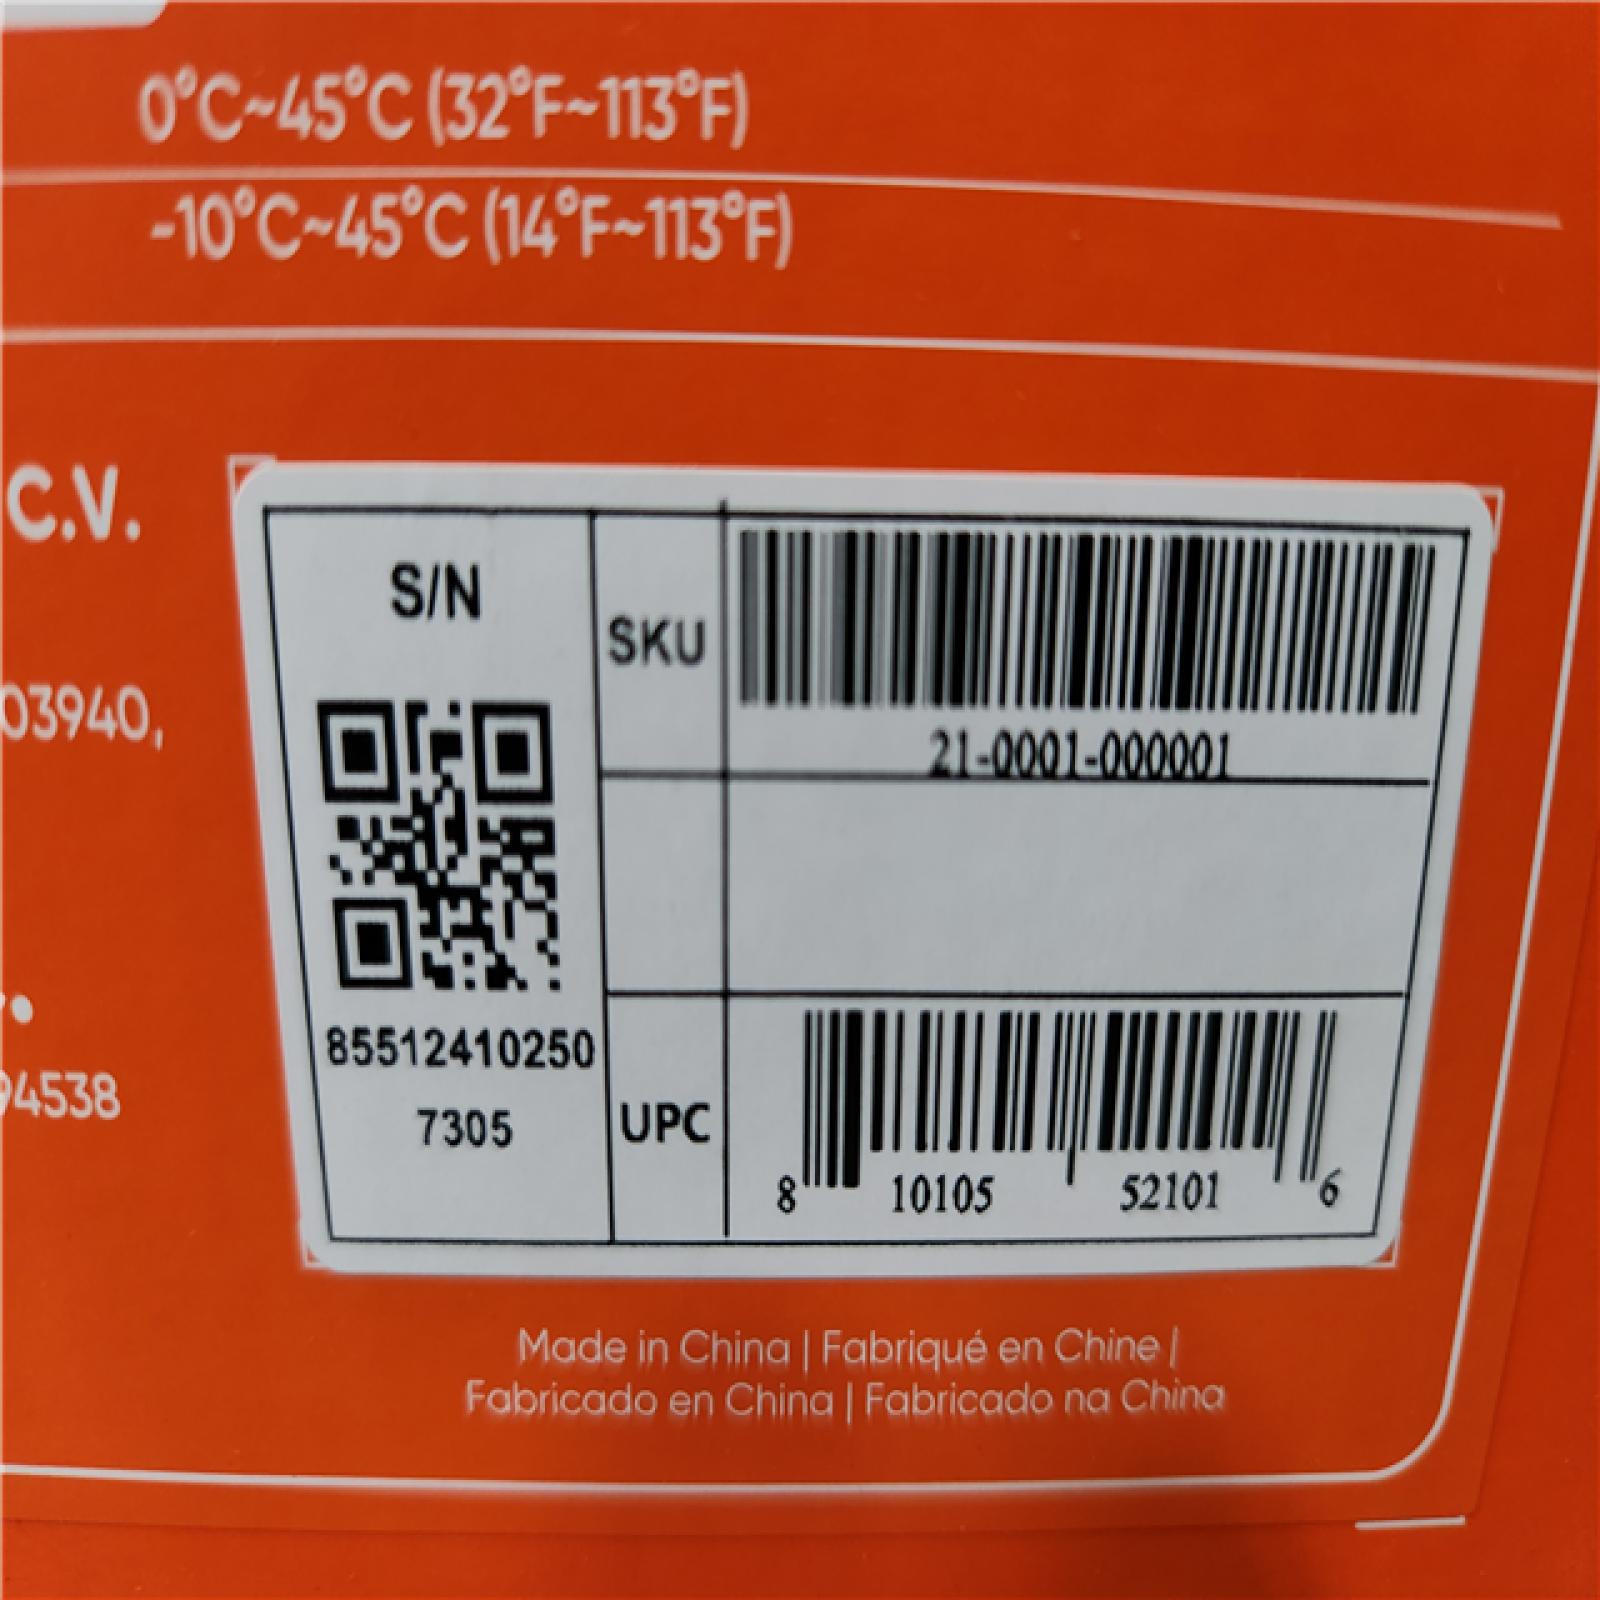 0°C~45°C (32°F~113°F)
-10°C~45°C (14°F~113°F)
C.V.
03940,
94538
S/N
85512410250
7305
SKU
21-0001-000001
UPC
8 10105 52101 6
Made in China | Fabriqué en Chine |
Fabricado en China | Fabricado na China